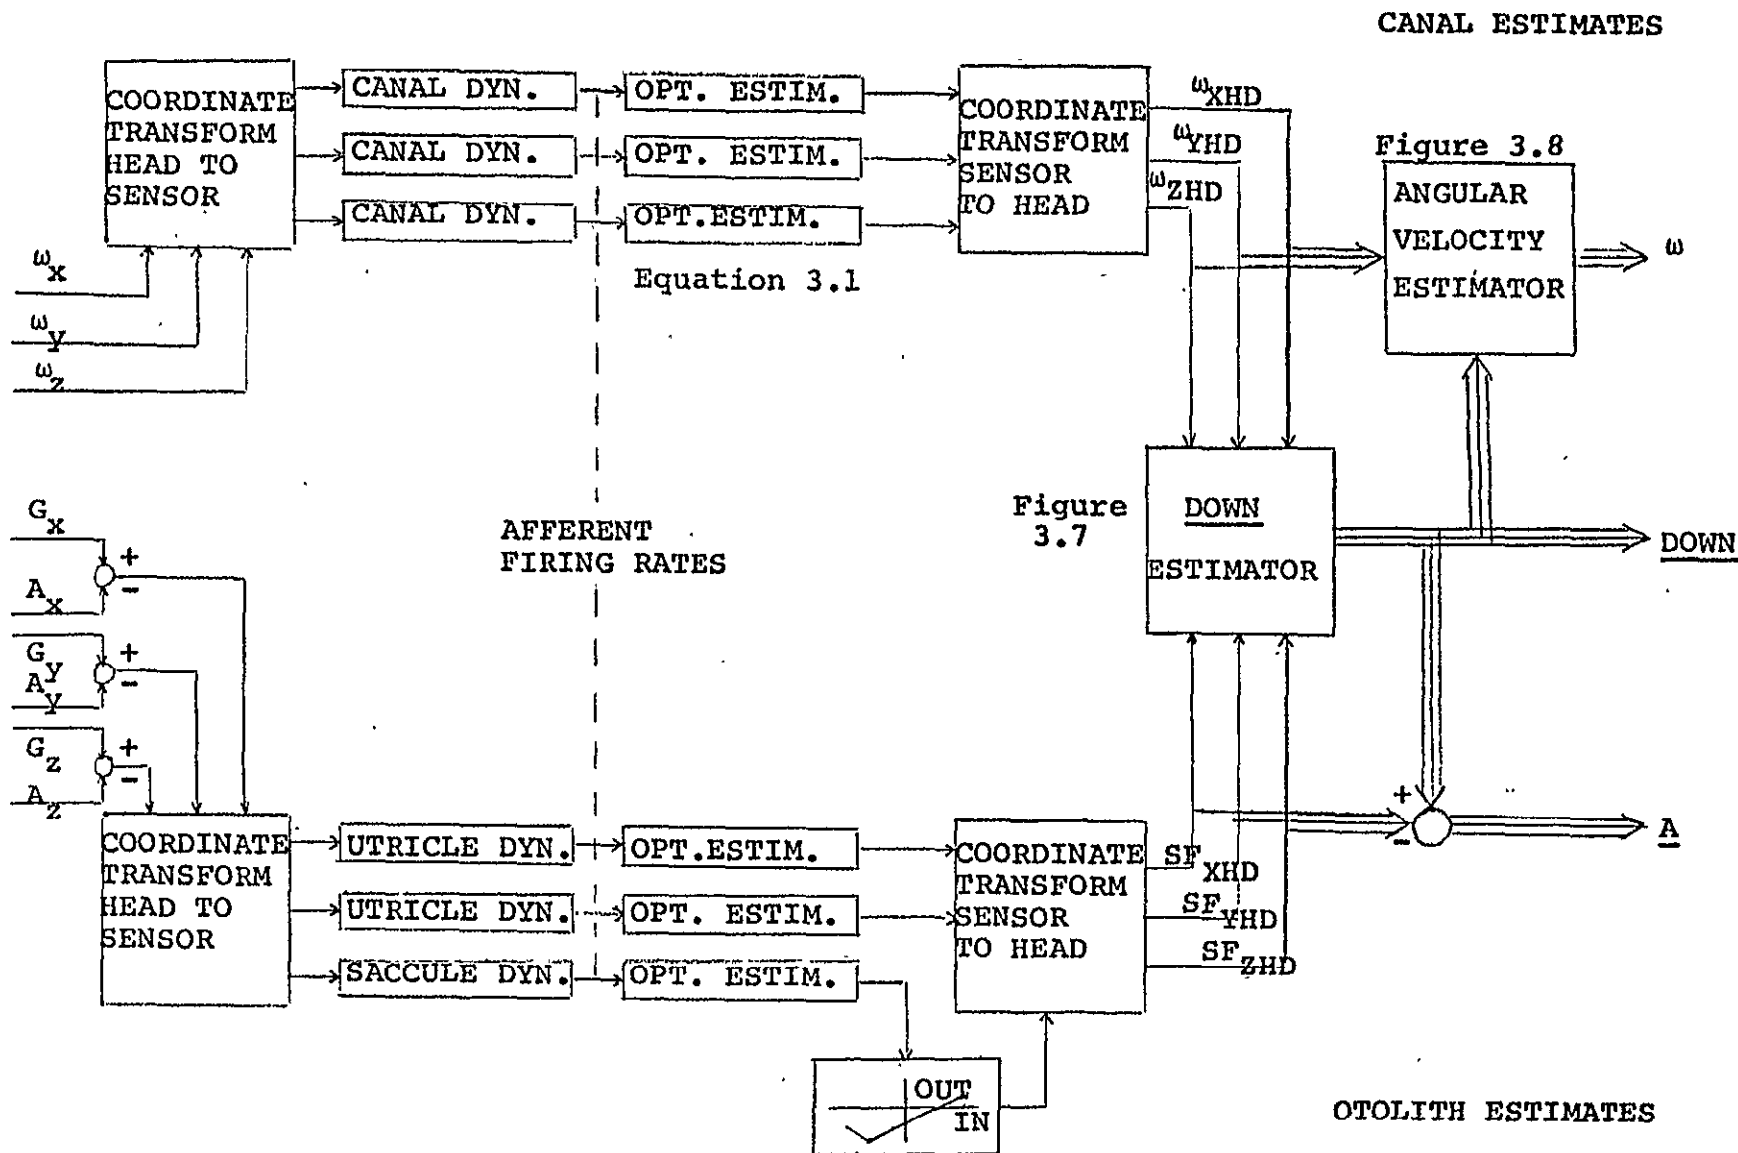 CANAL ESTIMATES
COORDINATE
TRANSFORM
HEAD TO
SENSOR
CANAL DYN.
CANAL DYN.
CANAL DYN.
OPT. ESTIM.
OPT. ESTIM.
OPT.ESTIM.
Equation 3.1
COORDINATE
TRANSFORM
SENSOR
TO HEAD
ωXHD
ωYHD
ωZHD
Figure 3.8
ANGULAR
VELOCITY
ESTIMATOR
ω
ωx
ωy
ωz
AFFERENT
FIRING RATES
Figure
3.7
DOWN
ESTIMATOR
DOWN
Gx
+
-
Ax
Gy
+
-
Ay
Gz
+
-
Az
COORDINATE
TRANSFORM
HEAD TO
SENSOR
UTRICLE DYN.
UTRICLE DYN.
SACCULE DYN.
OPT.ESTIM.
OPT. ESTIM.
OPT. ESTIM.
COORDINATE
TRANSFORM
SENSOR
TO HEAD
SFXHD
SFYHD
SFZHD
+
-
A
OUT
IN
OTOLITH ESTIMATES